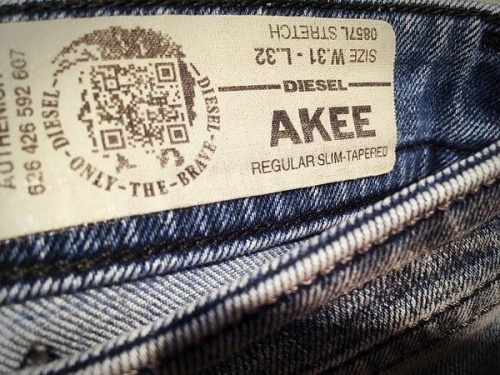 AUTHENTI
626 426 592 607
DIESEL-ONLY-THE-BRAVE-DIESEL
0857L STRETCH
SIZE W.31 - L.32
DIESEL
AKEE
REGULAR SLIM-TAPERED